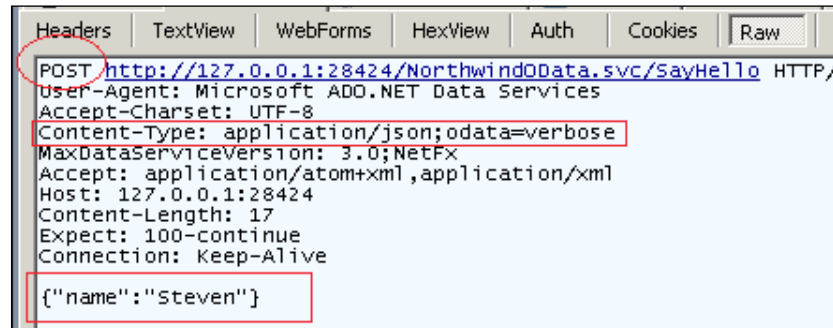 Headers TextView WebForms HexView Auth Cookies Raw
POST http://127.0.0.1:28424/NorthwindOData.svc/SayHello HTTP/
User-Agent: Microsoft ADO.NET Data Services
Accept-Charset: UTF-8
Content-Type: application/json;odata=verbose
MaxDataServiceVersion: 3.0;NetFx
Accept: application/atom+xml,application/xml
Host: 127.0.0.1:28424
Content-Length: 17
Expect: 100-continue
Connection: Keep-Alive
{"name":"Steven"}